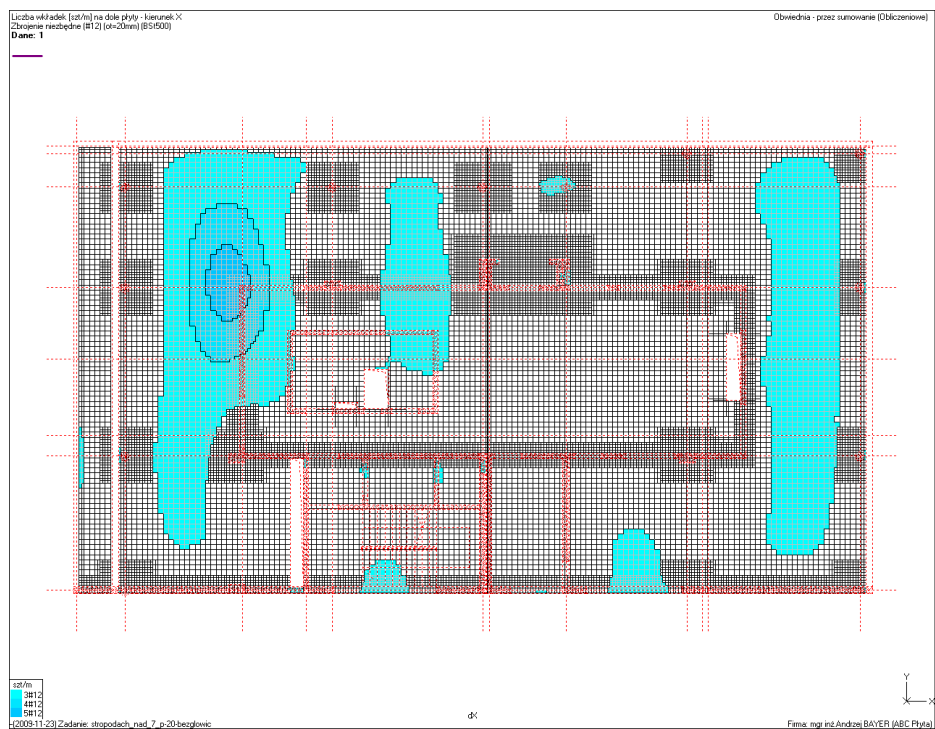 Liczba wkładek [szt/m] na dole płyty - kierunek X
Obwiednia - przez sumowanie (Obliczeniowe)
Zbrojenie niezbędne (#12) (ot=20mm) (BSt500)
Dane: 1
szt/m
3#12
4#12
5#12
Y
X
dX
-(2009-11-23) Zadanie: stropodach_nad_7_p-20-bezglowic
Firma: mgr inż.Andrzej BAYER (ABC Płyta)